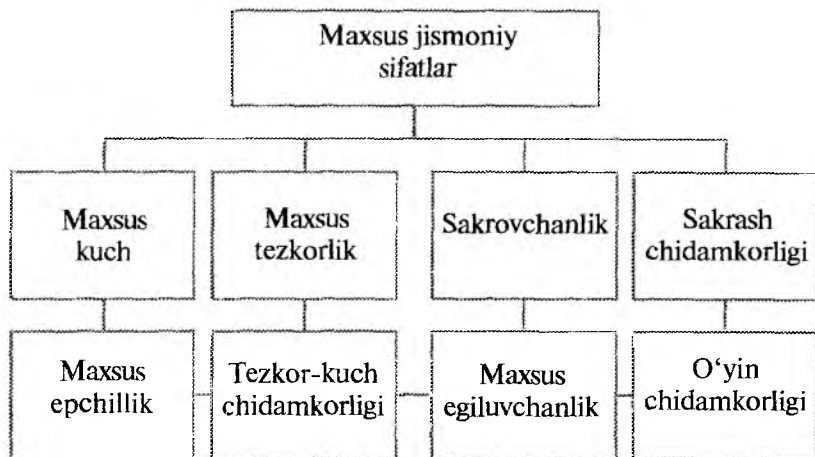 Maxsus jismoniy
sifatlar
Maxsus
kuch
Maxsus
tezkorlik
Sakrovchanlik
Sakrash
chidamkorligi
Maxsus
epchillik
Tezkor-kuch
chidamkorligi
Maxsus
egiluvchanlik
O‘yin
chidamkorligi